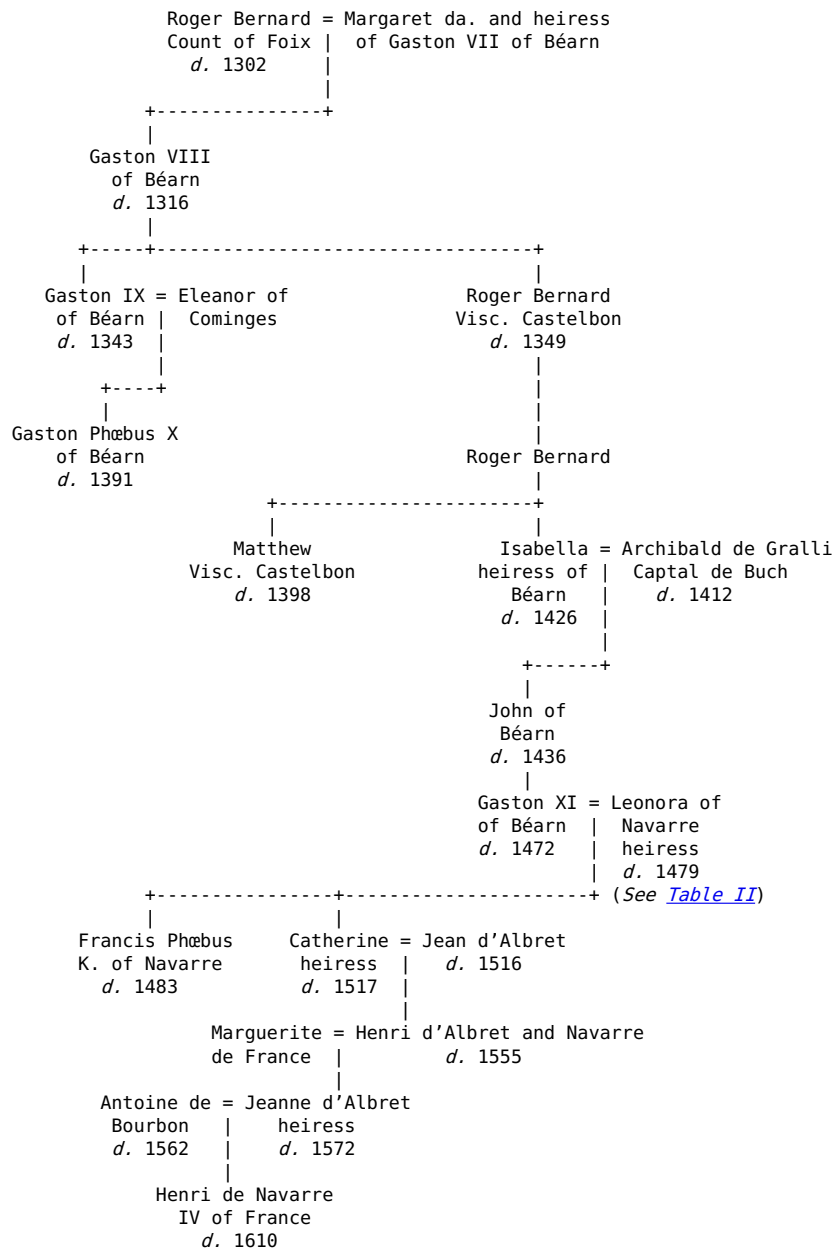 Roger Bernard = Margaret da. and heiress
Count of Foix | of Gaston VII of Béarn
d. 1302 |
|
+---------------+
|
Gaston VIII
of Béarn
d. 1316
|
+-----+----------------------------------+
| |
Gaston IX = Eleanor of Roger Bernard
of Béarn | Cominges Visc. Castelbon
d. 1343 | d. 1349
| |
+----+ |
| |
Gaston Phœbus X |
of Béarn Roger Bernard
d. 1391 |
+-----------------------+
| |
Matthew Isabella = Archibald de Gralli
Visc. Castelbon heiress of | Captal de Buch
d. 1398 Béarn | d. 1412
d. 1426 |
|
+------+
|
John of
Béarn
d. 1436
|
Gaston XI = Leonora of
of Béarn | Navarre
d. 1472 | heiress
| d. 1479
+----------------+----------------------+ (See Table II)
| |
Francis Phœbus Catherine = Jean d’Albret
K. of Navarre heiress | d. 1516
d. 1483 d. 1517 |
|
Marguerite = Henri d’Albret and Navarre
de France | d. 1555
|
Antoine de = Jeanne d’Albret
Bourbon | heiress
d. 1562 | d. 1572
|
Henri de Navarre
IV of France
d. 1610